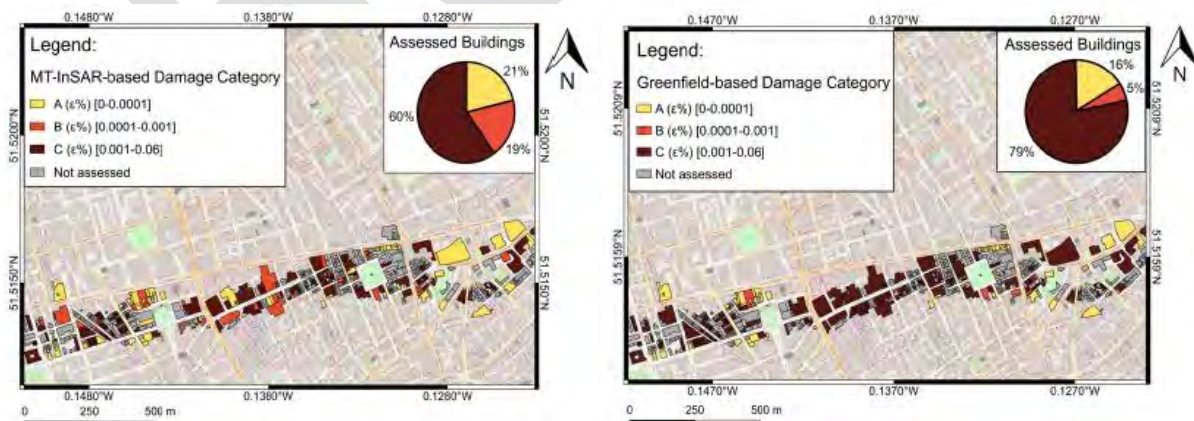 0.1480°W 0.1380°W 0.1280°W
Legend:
MT-InSAR-based Damage Category
A (ε%) [0-0.0001]
B (ε%) [0.0001-0.001]
C (ε%) [0.001-0.06]
Not assessed
Assessed Buildings
21%
60%
19%
N
51.5200°N
51.5200°N
51.5150°N
51.5150°N
0.1480°W 0.1380°W 0.1280°W
0 250 500 m
0.1470°W 0.1370°W 0.1270°W
Legend:
Greenfield-based Damage Category
A (ε%) [0-0.0001]
B (ε%) [0.0001-0.001]
C (ε%) [0.001-0.06]
Not assessed
Assessed Buildings
16%
5%
79%
N
51.5209°N
51.5209°N
51.5159°N
51.5159°N
0.1470°W 0.1370°W 0.1270°W
0 250 500 m